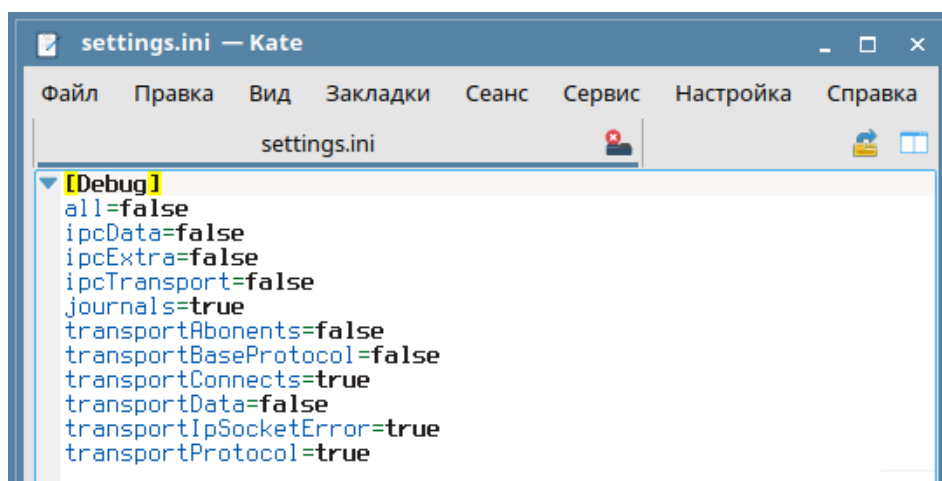 settings.ini — Kate
Файл Правка Вид Закладки Сеанс Сервис Настройка Справка
settings.ini
[Debug]
all=false
ipcData=false
ipcExtra=false
ipcTransport=false
journals=true
transportAbonents=false
transportBaseProtocol=false
transportConnects=true
transportData=false
transportIpSocketError=true
transportProtocol=true